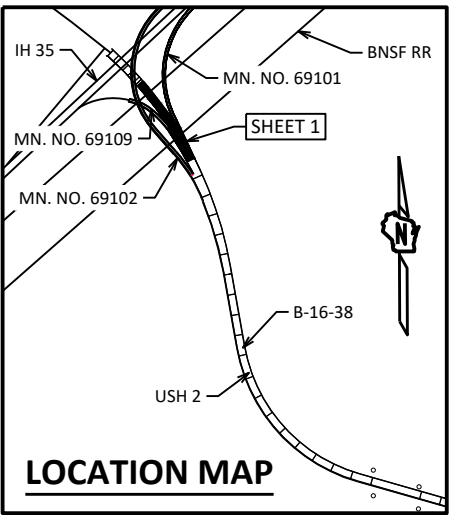 IH 35
BNSF RR
MN. NO. 69101
SHEET 1
MN. NO. 69109
MN. NO. 69102
N
B-16-38
USH 2
LOCATION MAP